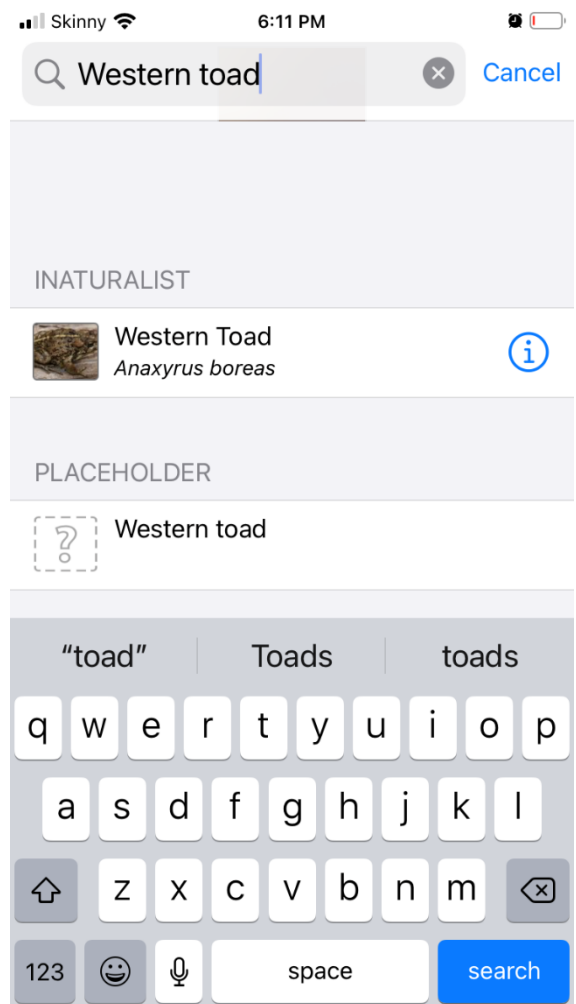 Skinny 6:11 PM
Western toad Cancel
INATURALIST
Western Toad
Anaxyrus boreas
i
PLACEHOLDER
? Western toad
“toad” Toads toads
q w e r t y u i o p
a s d f g h j k l
z x c v b n m
123 space search